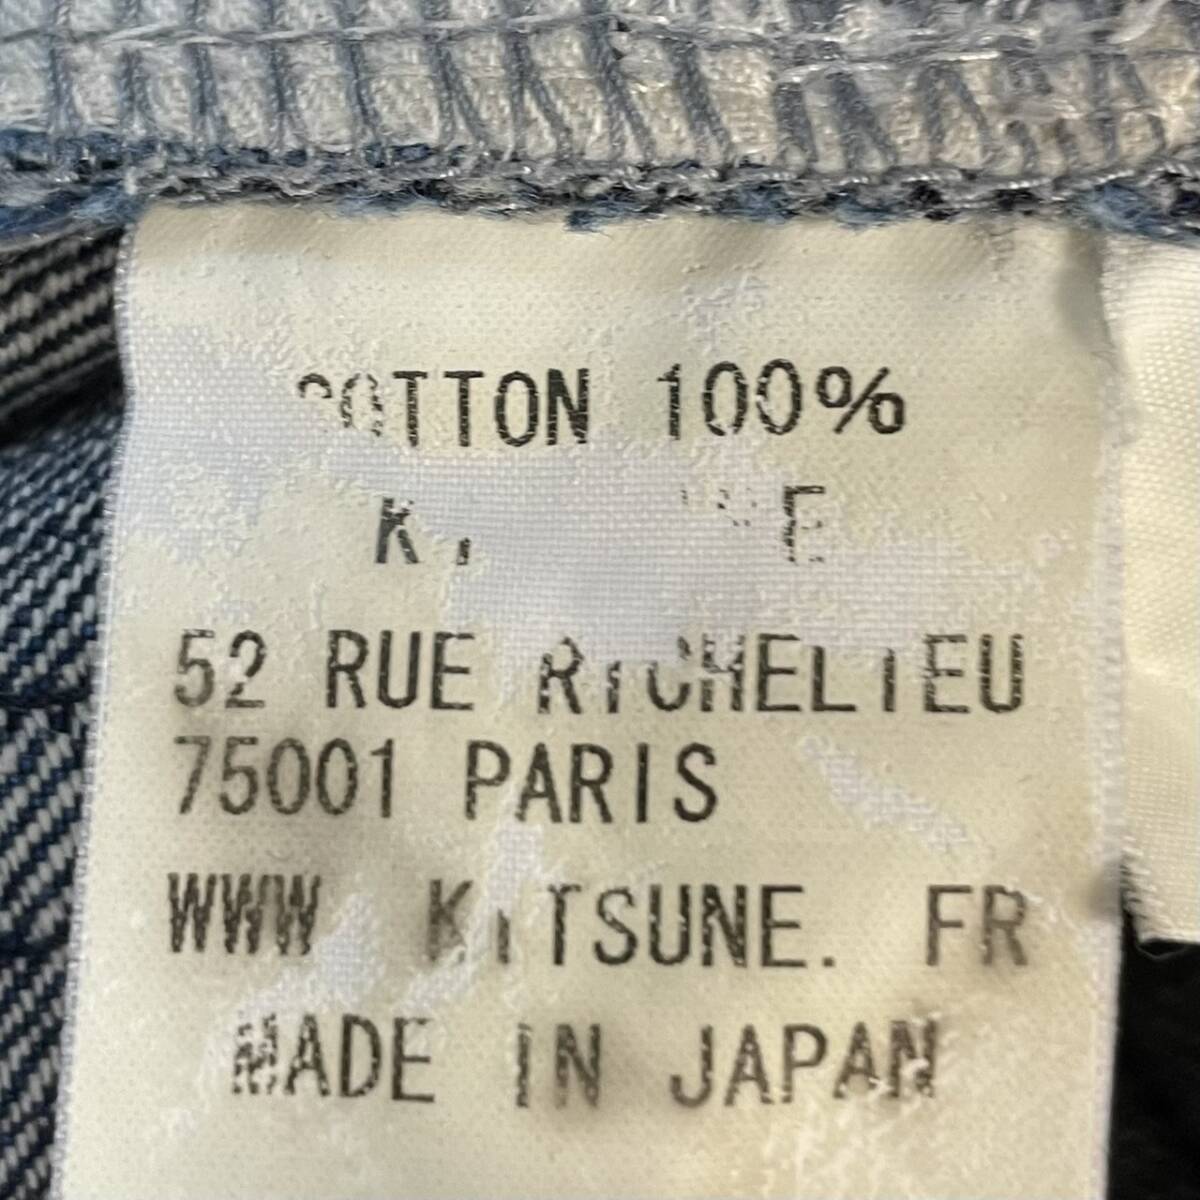 COTTON 100%
52 RUE RICHELIEU
75001 PARIS
WWW KITSUNE. FR
MADE IN JAPAN